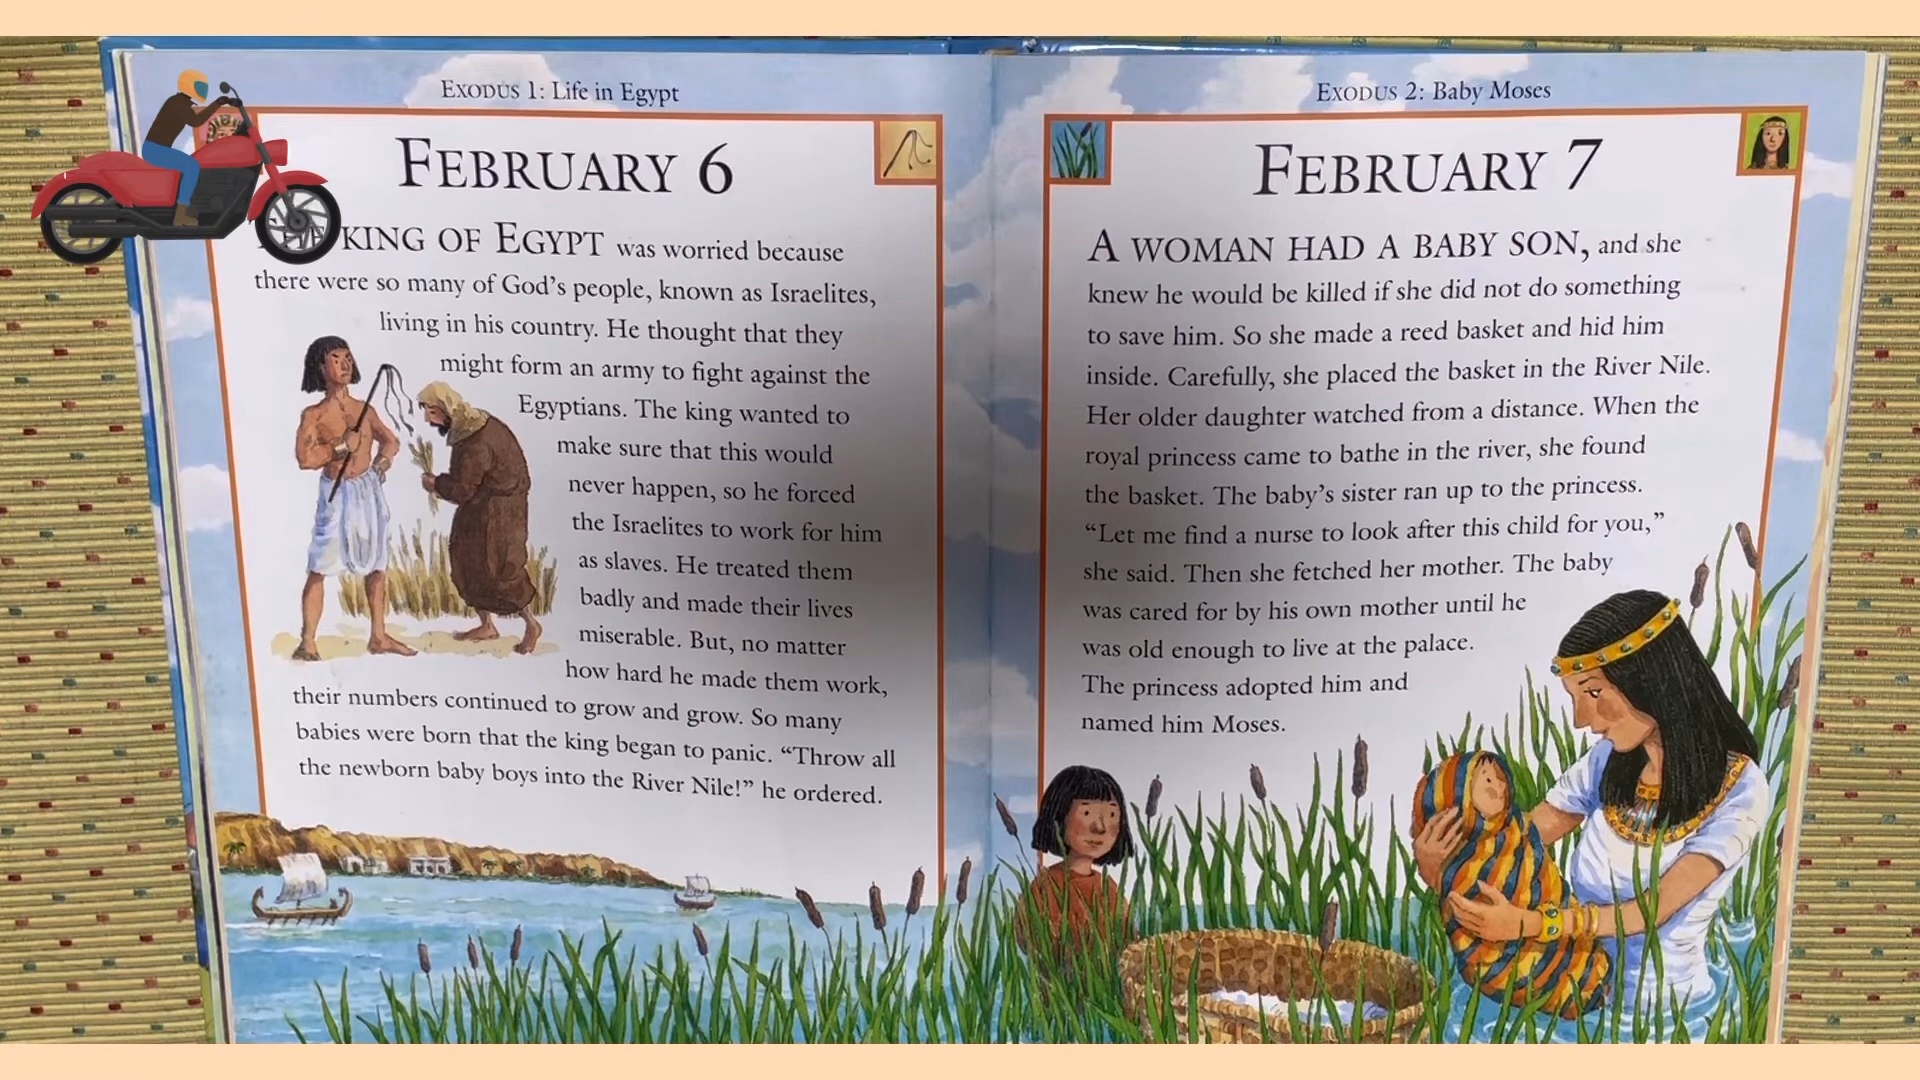 EXODUS 1: Life in Egypt
FEBRUARY 6
KING OF EGYPT was worried because
there were so many of God's people, known as Israelites,
living in his country. He thought that they
might form an army to fight against the
Egyptians. The king wanted to
make sure that this would
never happen, so he forced
the Israelites to work for him
as slaves. He treated them
badly and made their lives
miserable. But, no matter
how hard he made them work,
their numbers continued to grow and grow. So many
babies were born that the king began to panic. “Throw all
the newborn baby boys into the River Nile!” he ordered.
EXODUS 2: Baby Moses
FEBRUARY 7
A WOMAN HAD A BABY SON, and she
knew he would be killed if she did not do something
to save him. So she made a reed basket and hid him
inside. Carefully, she placed the basket in the River Nile.
Her older daughter watched from a distance. When the
royal princess came to bathe in the river, she found
the basket. The baby's sister ran up to the princess.
“Let me find a nurse to look after this child for you,”
she said. Then she fetched her mother. The baby
was cared for by his own mother until he
was old enough to live at the palace.
The princess adopted him and
named him Moses.